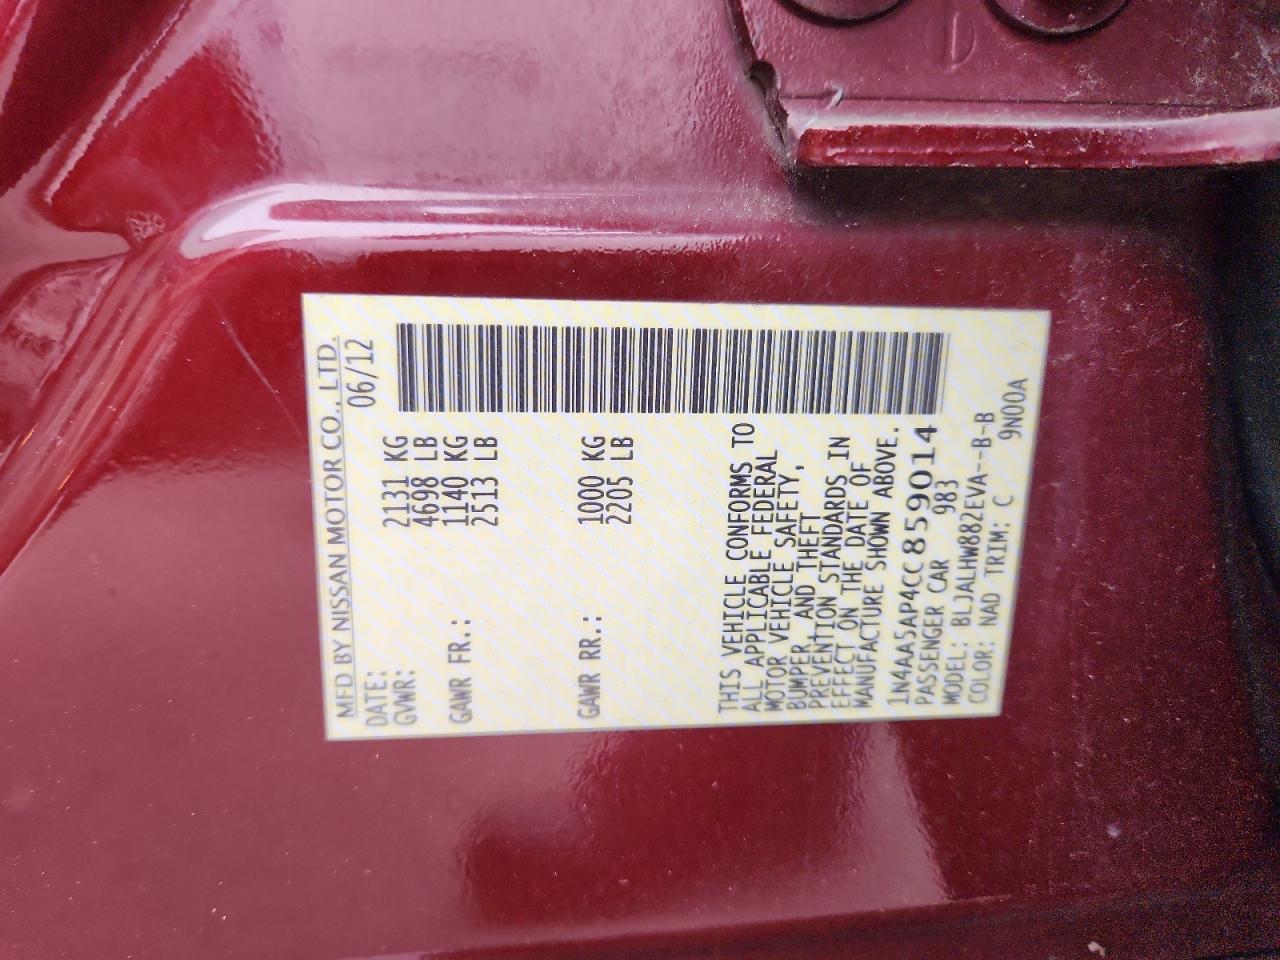 MFD BY NISSAN MOTOR CO., LTD.
DATE: 06/12
GVWR: 2131 KG
4698 LB
GAWR FR.: 1140 KG
2513 LB
GAWR RR.: 1000 KG
2205 LB
THIS VEHICLE CONFORMS TO
ALL APPLICABLE FEDERAL
MOTOR VEHICLE SAFETY,
BUMPER, AND THEFT
PREVENTION STANDARDS IN
EFFECT ON THE DATE OF
MANUFACTURE SHOWN ABOVE.
1N4AA5AP4CC859014
PASSENGER CAR 983
MODEL: BLJALHW882EVA--B-B
COLOR: NAD TRIM: C 9N00A